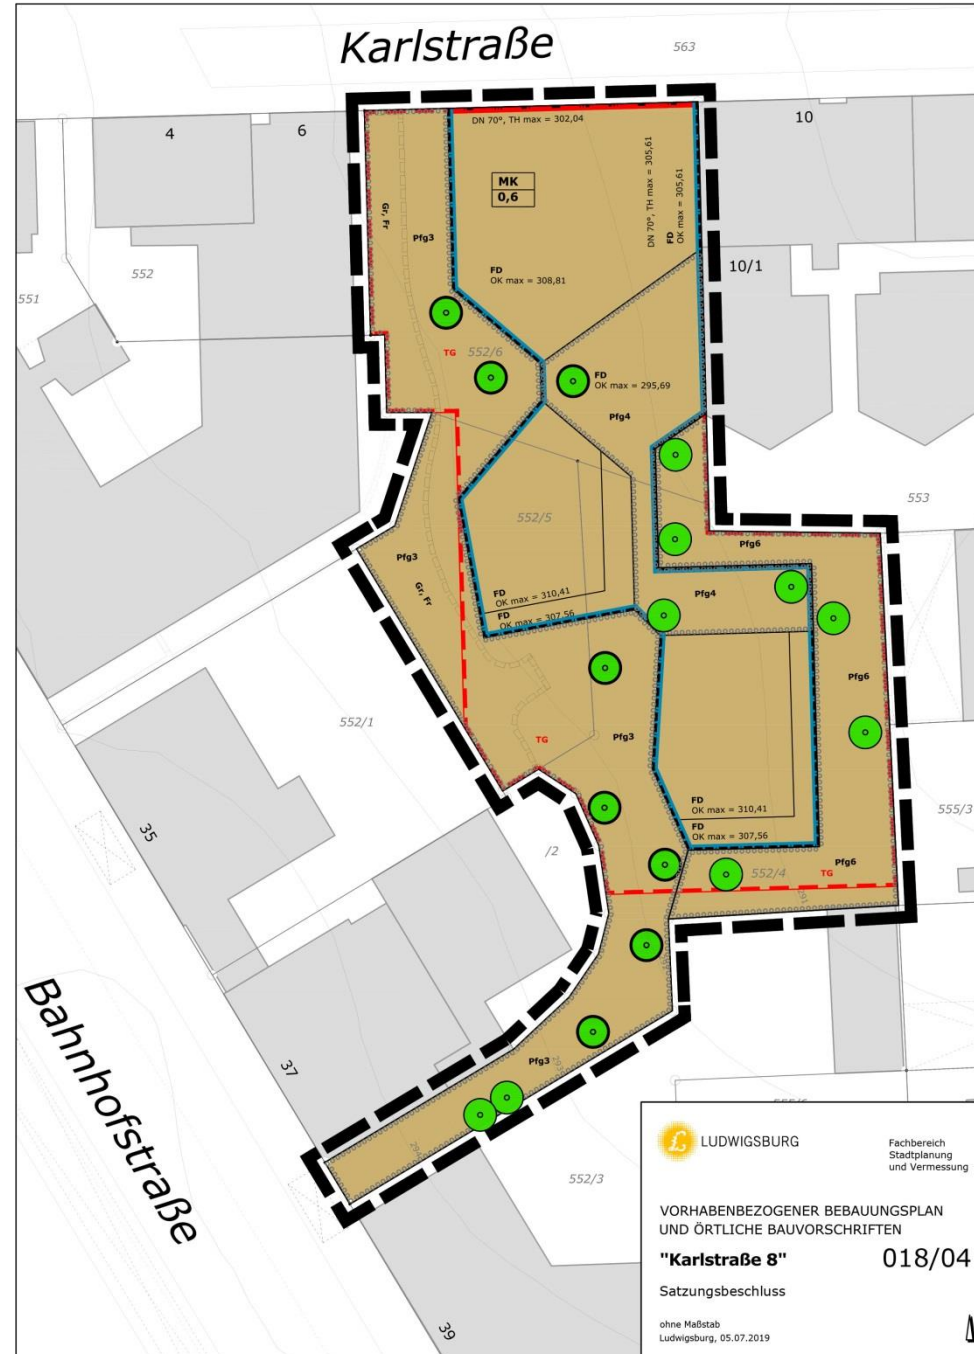 Karlstraße
563
4
6
10
DN 70°, TH max = 302,04
DN 70°, TH max = 305,61
FD
OK max = 305,61
MK
0,6
Gr, Fr
Pfg3
552
551
10/1
FD
OK max = 308,81
TG
552/6
FD
OK max = 295,69
Pfg4
553
552/5
Pfg6
Pfg3
Gr, Fr
FD
OK max = 310,41
FD
OK max = 307,56
Pfg4
Pfg6
552/1
TG
Pfg3
FD
OK max = 310,41
FD
OK max = 307,56
555/3
35
/2
Pfg6
TG
552/4
291
Bahnhofstraße
37
Pfg3
552/3
39
LUDWIGSBURG
Fachbereich
Stadtplanung
und Vermessung
VORHABENBEZOGENER BEBAUUNGSPLAN
UND ÖRTLICHE BAUVORSCHRIFTEN
"Karlstraße 8"
018/04
Satzungsbeschluss
ohne Maßstab
Ludwigsburg, 05.07.2019